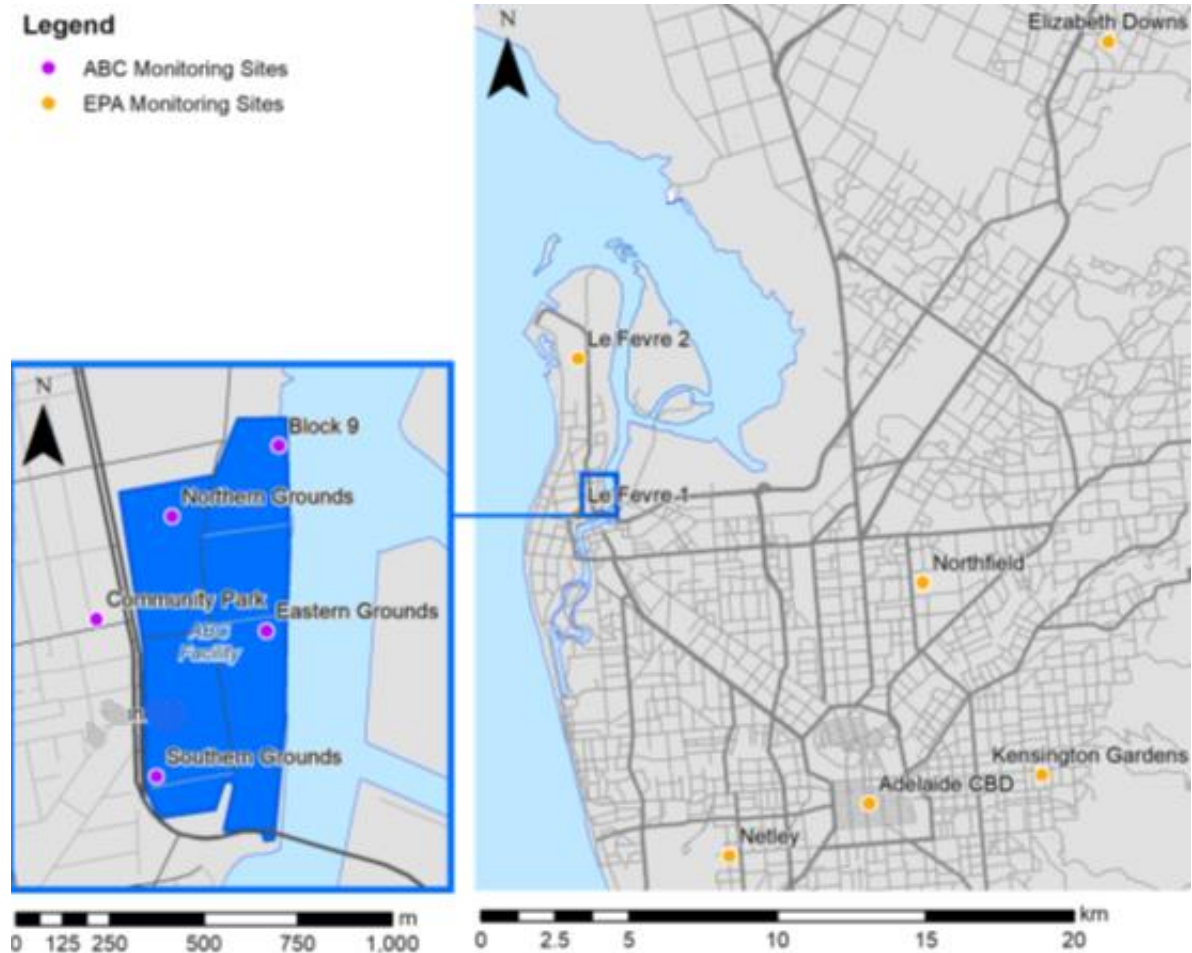 Legend
ABC Monitoring Sites
EPA Monitoring Sites
N
Elizabeth Downs
Le Fevre 2
Le Fevre 1
Northfield
Kensington Gardens
Adelaide CBD
Netley
N
Block 9
Northern Grounds
Community Park
Eastern Grounds
ABC
Facility
Southern Grounds
m
0 125 250 500 750 1,000
km
0 2.5 5 10 15 20